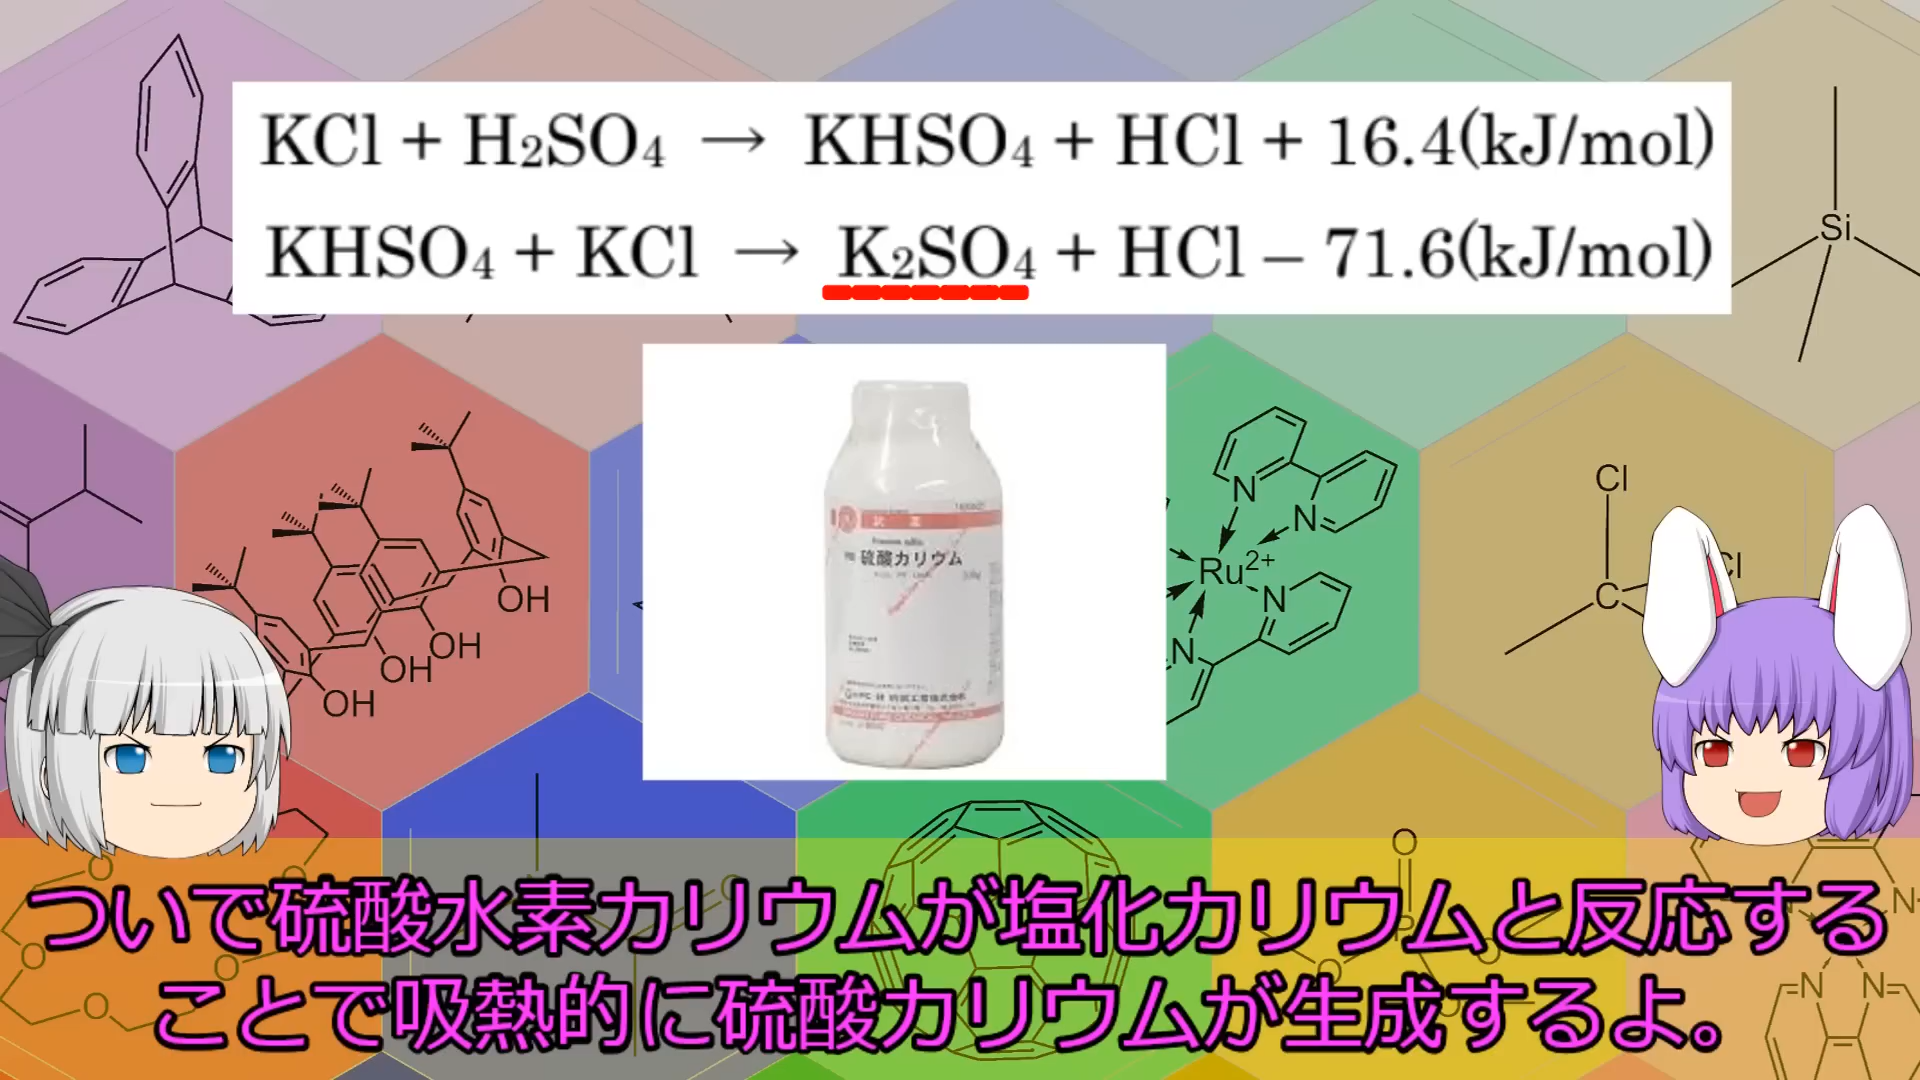 KCl + H₂SO₄ → KHSO₄ + HCl + 16.4(kJ/mol)
KHSO₄ + KCl → K₂SO₄ + HCl – 71.6(kJ/mol)
Si
Cl
Cl
C
N
N
Ru²⁺
N
N
OH
OH
OH
OH
試薬
硫酸カリウム
O
O
O
O
O
O
P
O
O
N
N
N
ついで硫酸水素カリウムが塩化カリウムと反応する
ことで吸熱的に硫酸カリウムが生成するよ。